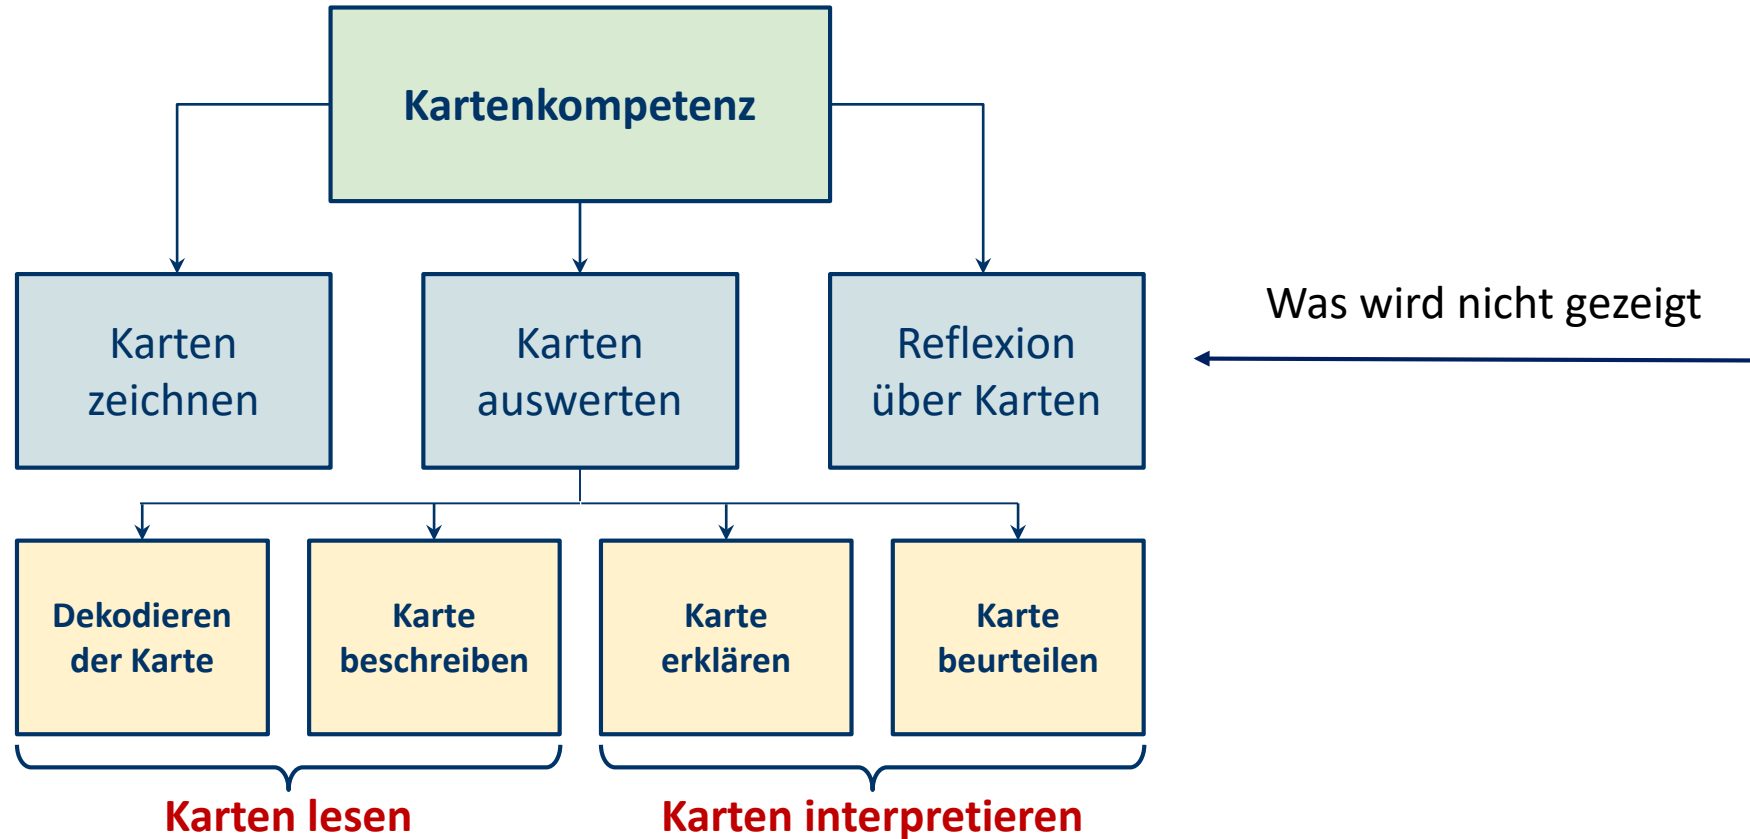 Kartenkompetenz
Karten
zeichnen
Karten
auswerten
Reflexion
über Karten
Was wird nicht gezeigt
Dekodieren
der Karte
Karte
beschreiben
Karte
erklären
Karte
beurteilen
Karten lesen
Karten interpretieren